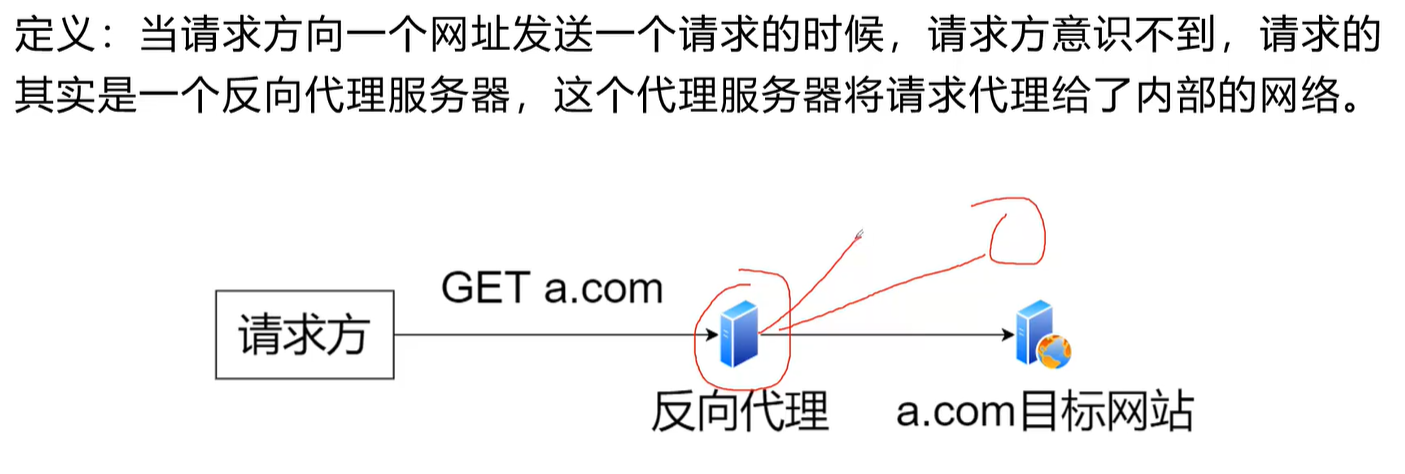 定义：当请求方向一个网址发送一个请求的时候，请求方意识不到，请求的
其实是一个反向代理服务器，这个代理服务器将请求代理给了内部的网络。
GET a.com
请求方
反向代理
a.com目标网站